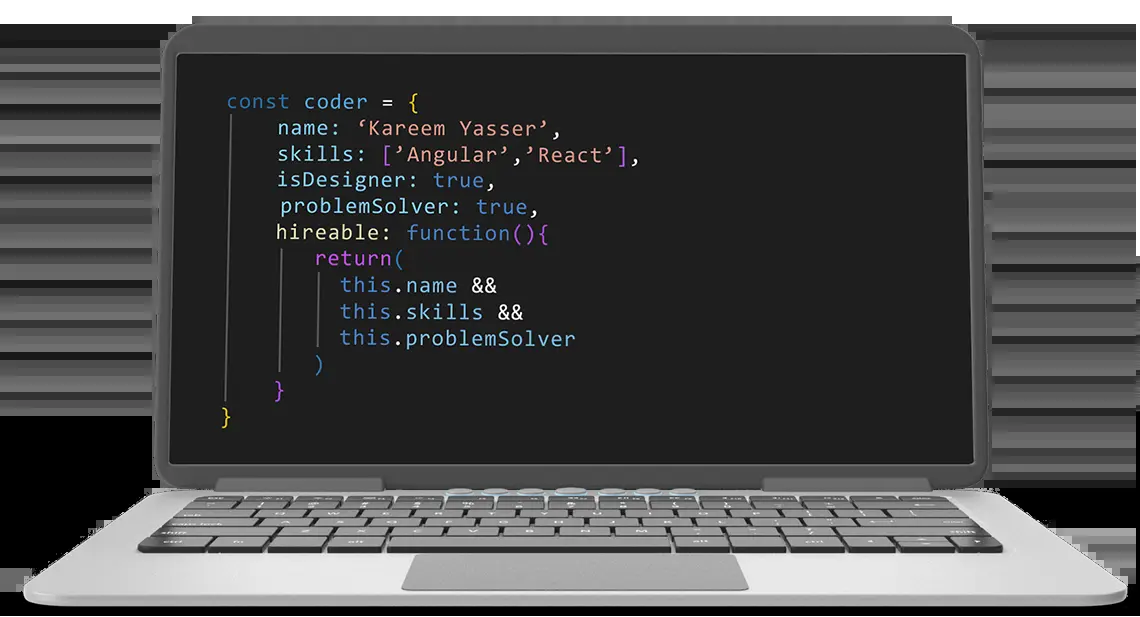 const coder = {
name: ‘Kareem Yasser’,
skills: [’Angular’,’React’],
isDesigner: true,
problemSolver: true,
hireable: function(){
return(
this.name &&
this.skills &&
this.problemSolver
)
}
}